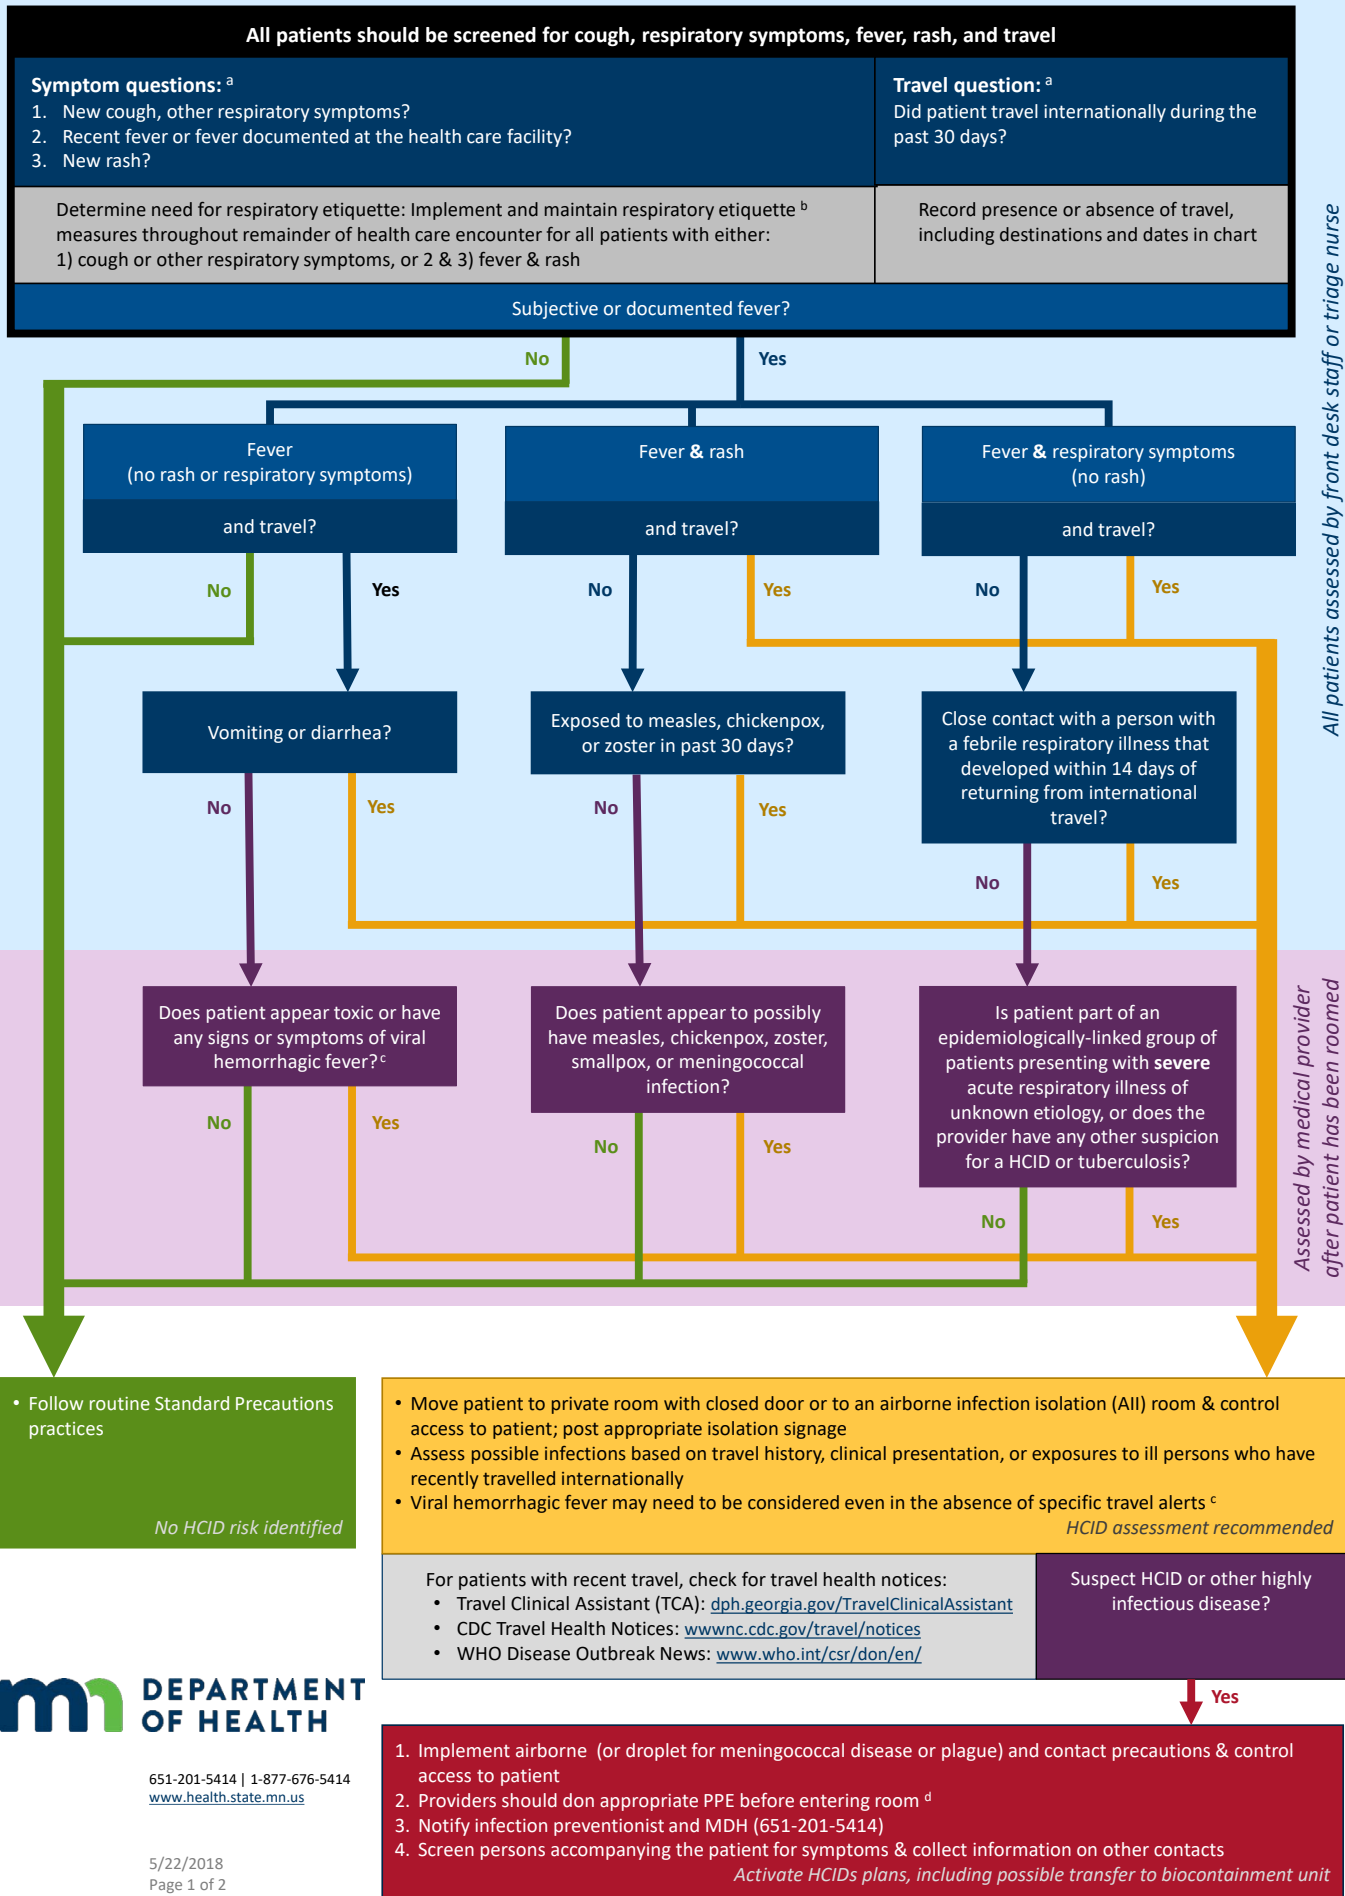 All patients should be screened for cough, respiratory symptoms, fever, rash, and travel
Symptom questions: a
1. New cough, other respiratory symptoms?
2. Recent fever or fever documented at the health care facility?
3. New rash?
Travel question: a
Did patient travel internationally during the
past 30 days?
Determine need for respiratory etiquette: Implement and maintain respiratory etiquette b
measures throughout remainder of health care encounter for all patients with either:
1) cough or other respiratory symptoms, or 2 & 3) fever & rash
Record presence or absence of travel,
including destinations and dates in chart
Subjective or documented fever?
No
Yes
All patients assessed by front desk staff or triage nurse
Fever
(no rash or respiratory symptoms)
and travel?
Fever & rash
and travel?
Fever & respiratory symptoms
(no rash)
and travel?
No
Yes
No
Yes
No
Yes
Vomiting or diarrhea?
Exposed to measles, chickenpox,
or zoster in past 30 days?
Close contact with a person with
a febrile respiratory illness that
developed within 14 days of
returning from international
travel?
No
Yes
No
Yes
No
Yes
Assessed by medical provider
after patient has been roomed
Does patient appear toxic or have
any signs or symptoms of viral
hemorrhagic fever? c
Does patient appear to possibly
have measles, chickenpox, zoster,
smallpox, or meningococcal
infection?
Is patient part of an
epidemiologically-linked group of
patients presenting with severe
acute respiratory illness of
unknown etiology, or does the
provider have any other suspicion
for a HCID or tuberculosis?
No
Yes
No
Yes
No
Yes
• Follow routine Standard Precautions
practices
No HCID risk identified
• Move patient to private room with closed door or to an airborne infection isolation (AII) room & control
access to patient; post appropriate isolation signage
• Assess possible infections based on travel history, clinical presentation, or exposures to ill persons who have
recently travelled internationally
• Viral hemorrhagic fever may need to be considered even in the absence of specific travel alerts c
HCID assessment recommended
For patients with recent travel, check for travel health notices:
• Travel Clinical Assistant (TCA): dph.georgia.gov/TravelClinicalAssistant
• CDC Travel Health Notices: wwwnc.cdc.gov/travel/notices
• WHO Disease Outbreak News: www.who.int/csr/don/en/
Suspect HCID or other highly
infectious disease?
Yes
1. Implement airborne (or droplet for meningococcal disease or plague) and contact precautions & control
access to patient
2. Providers should don appropriate PPE before entering room d
3. Notify infection preventionist and MDH (651-201-5414)
4. Screen persons accompanying the patient for symptoms & collect information on other contacts
Activate HCIDs plans, including possible transfer to biocontainment unit
mn DEPARTMENT
OF HEALTH
651-201-5414 | 1-877-676-5414
www.health.state.mn.us
5/22/2018
Page 1 of 2